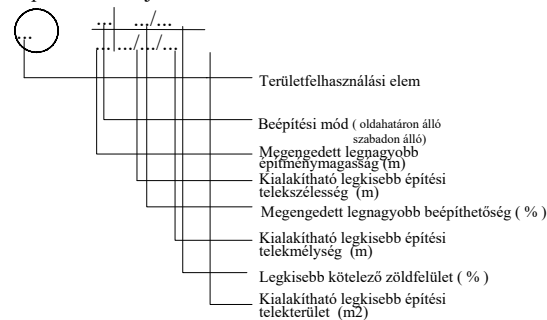 ... .../...
...
... .../.../...
Területfelhasználási elem
Beépítési mód ( oldahatáron álló
szabadon álló)
Megengedett legnagyobb
építménymagasság (m)
Kialakítható legkisebb építési
telekszélesség (m)
Megengedett legnagyobb beépíthetőség ( % )
Kialakítható legkisebb építési
telekmélység (m)
Legkisebb kötelező zöldfelület ( % )
Kialakítható legkisebb építési
telekterület (m2)